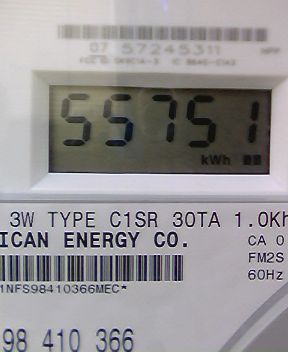 07 57245311
55751
kWh
3W TYPE C1SR 30TA 1.0Kh
ICAN ENERGY CO.
CA 0
FM2S
60Hz
1NFS98410366MEC*
98 410 366